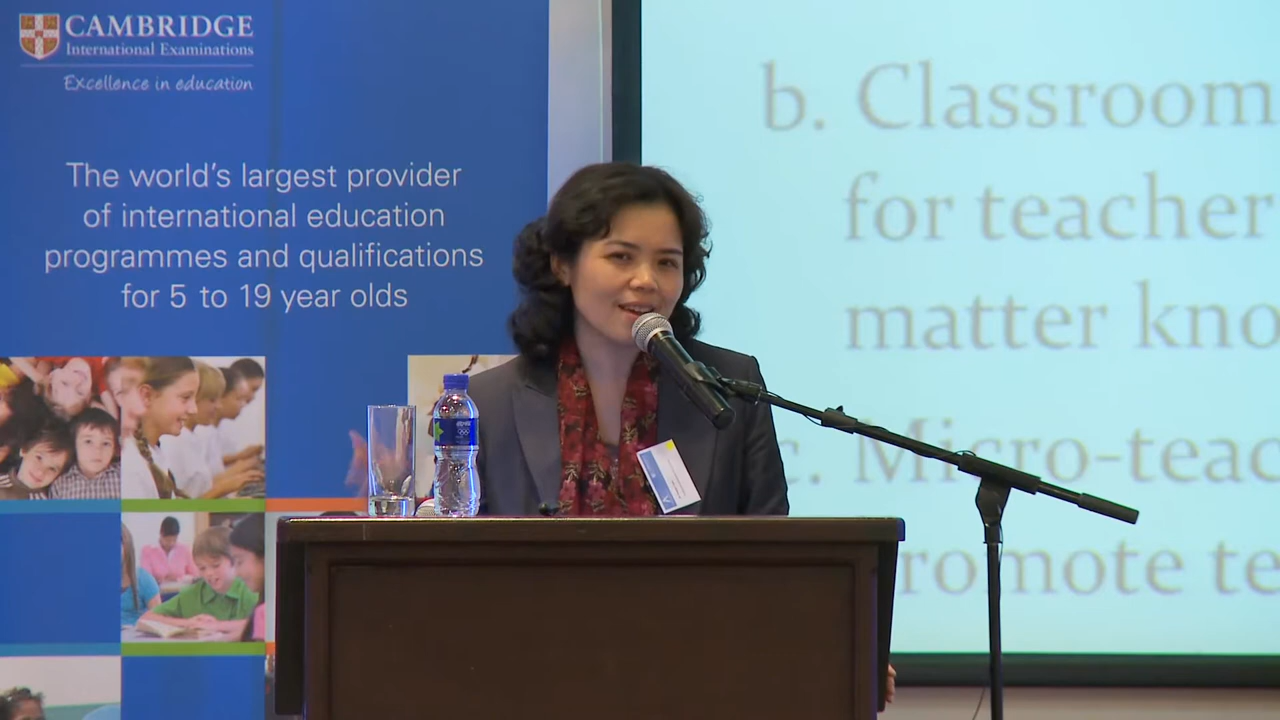 CAMBRIDGE
International Examinations
Excellence in education
The world's largest provider
of international education
programmes and qualifications
for 5 to 19 year olds
b. Classroom
for teacher
matter kno
c. Micro-teac
romote te